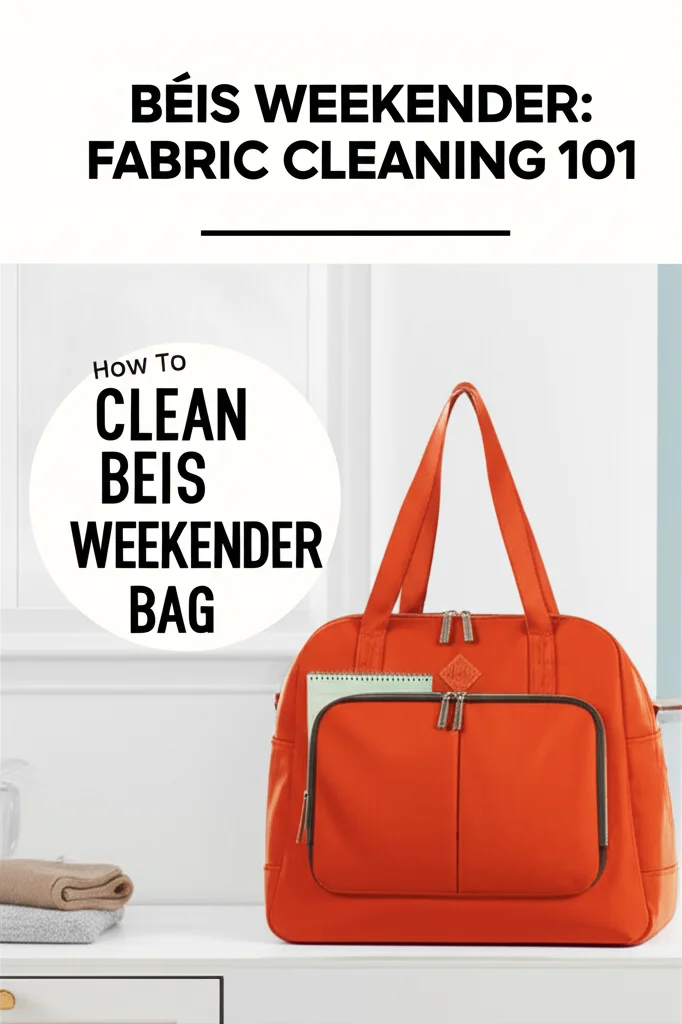 BÉIS WEEKENDER:
FABRIC CLEANING 101
How To
CLEAN
BEIS
WEEKENDER
BAG